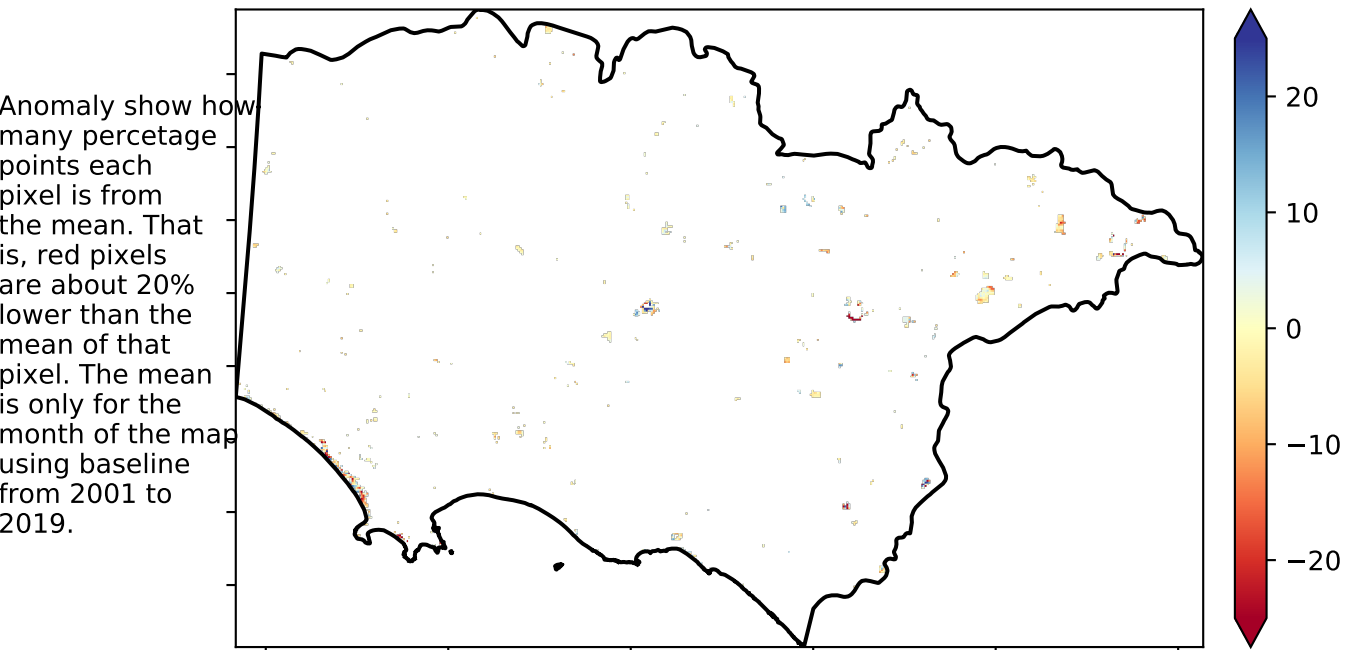 Anomaly show how
many percetage
points each
pixel is from
the mean. That
is, red pixels
are about 20%
lower than the
mean of that
pixel. The mean
is only for the
month of the map
using baseline
from 2001 to
2019.
20
10
0
−10
−20